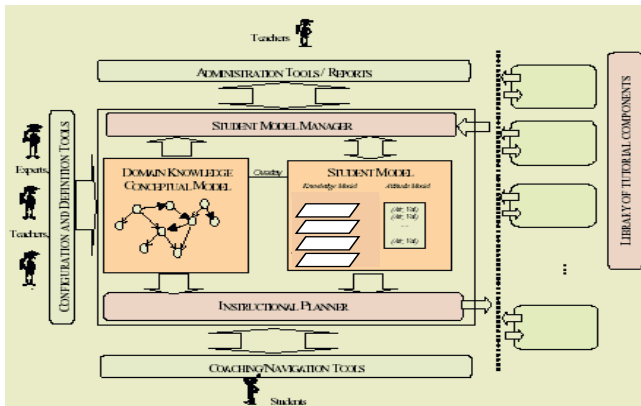 Teachers
ADMINISTRATION TOOLS / REPORTS
STUDENT MODEL MANAGER
Experts,
Teachers,
CONFIGURATION AND DEFINITION TOOLS
DOMAIN KNOWLEDGE
CONCEPTUAL MODEL
Overlay
STUDENT MODEL
Knowledge Model
Attitude Model
(Att, Val)
(Att, Val)
...
(Att, Val)
INSTRUCTIONAL PLANNER
COACHING/NAVIGATION TOOLS
Students
...
LIBRARY OF TUTORIAL COMPONENTS